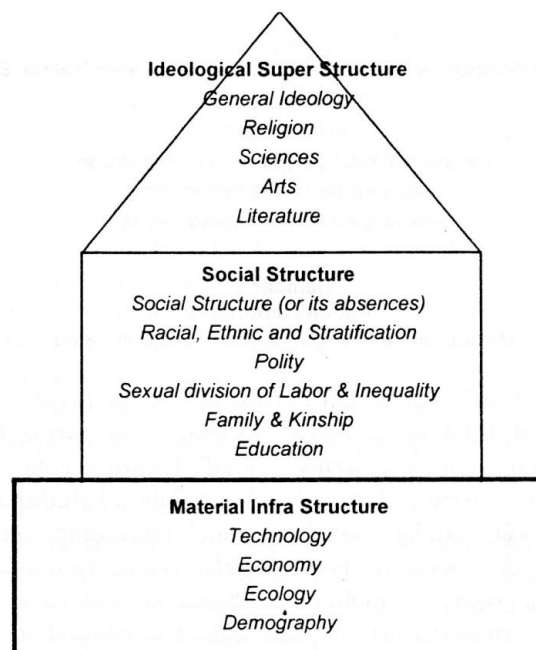 Ideological Super Structure
General Ideology
Religion
Sciences
Arts
Literature
Social Structure
Social Structure (or its absences)
Racial, Ethnic and Stratification
Polity
Sexual division of Labor & Inequality
Family & Kinship
Education
Material Infra Structure
Technology
Economy
Ecology
Demography